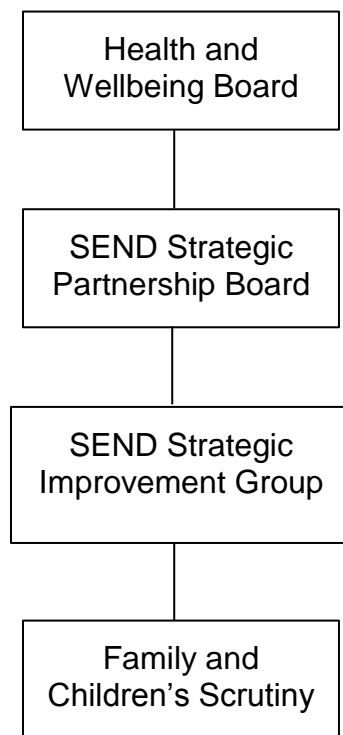 Health and
Wellbeing Board
SEND Strategic
Partnership Board
SEND Strategic
Improvement Group
Family and
Children’s Scrutiny